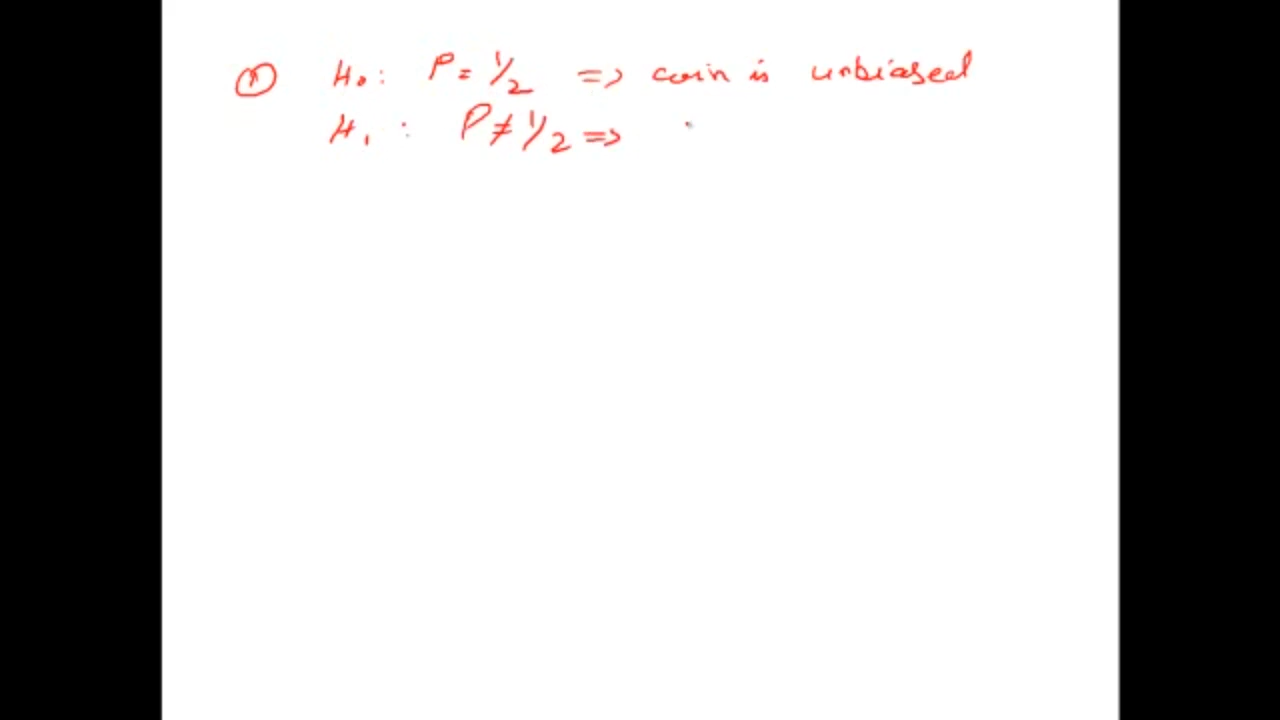 ① H₀: P = 1/2 => coin is unbiased
H₁ : P ≠ 1/2 =>